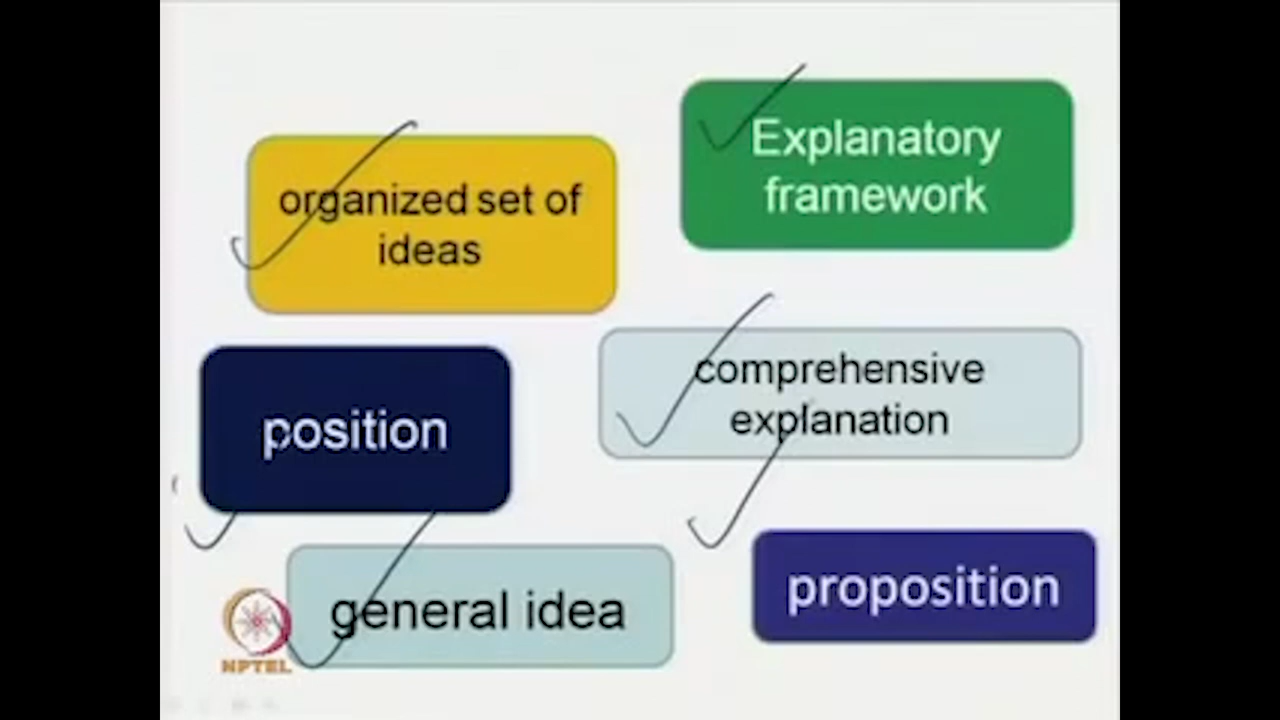 organized set of
ideas
Explanatory
framework
position
comprehensive
explanation
general idea
proposition
NPTEL